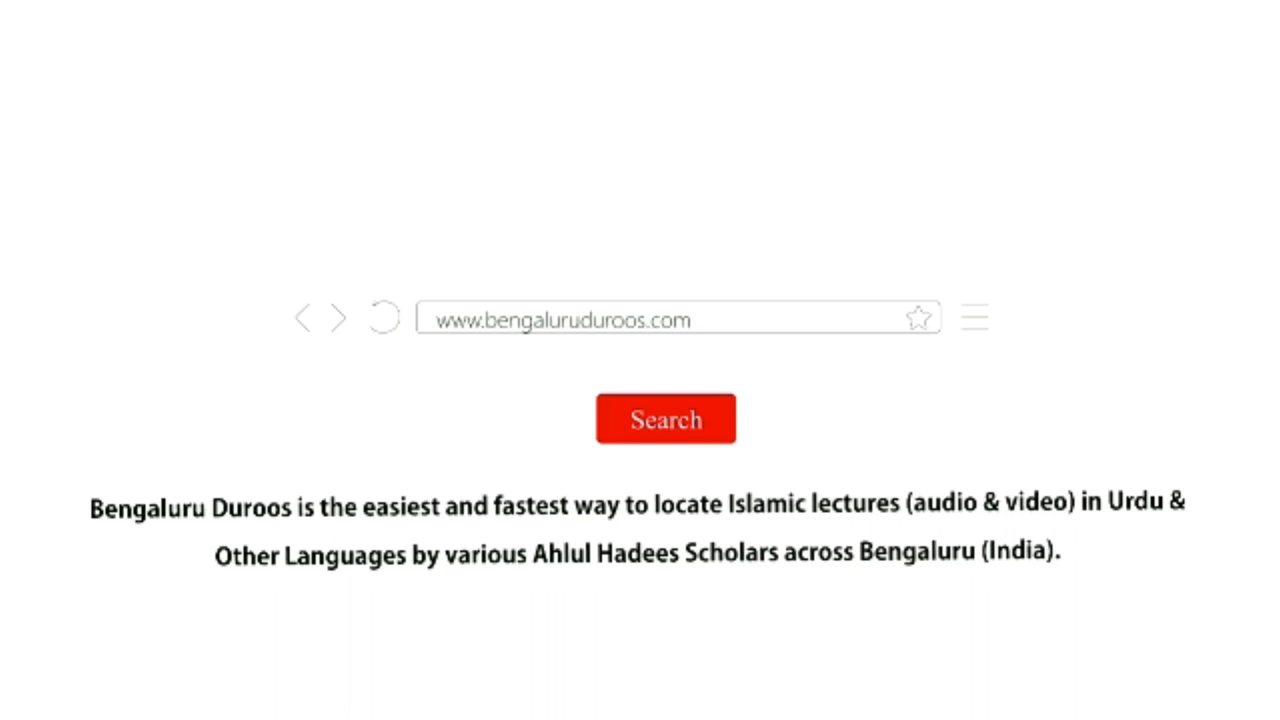 www.bengaluruduroos.com
Search
Bengaluru Duroos is the easiest and fastest way to locate Islamic lectures (audio & video) in Urdu &
Other Languages by various Ahlul Hadees Scholars across Bengaluru (India).